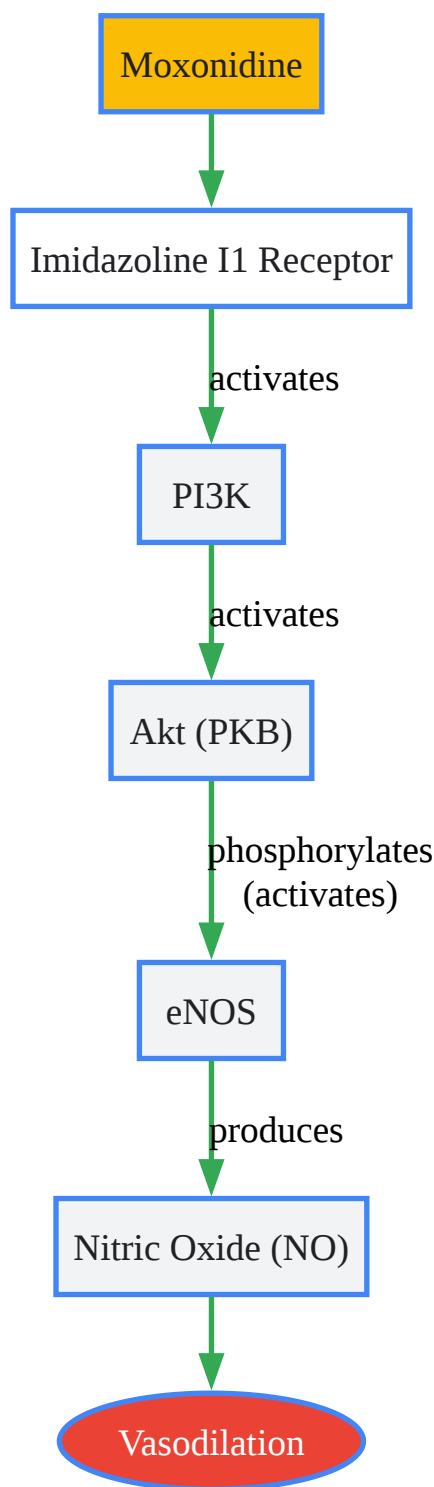 Moxonidine
Imidazoline I1 Receptor
activates
PI3K
activates
Akt (PKB)
phosphorylates
(activates)
eNOS
produces
Nitric Oxide (NO)
Vasodilation